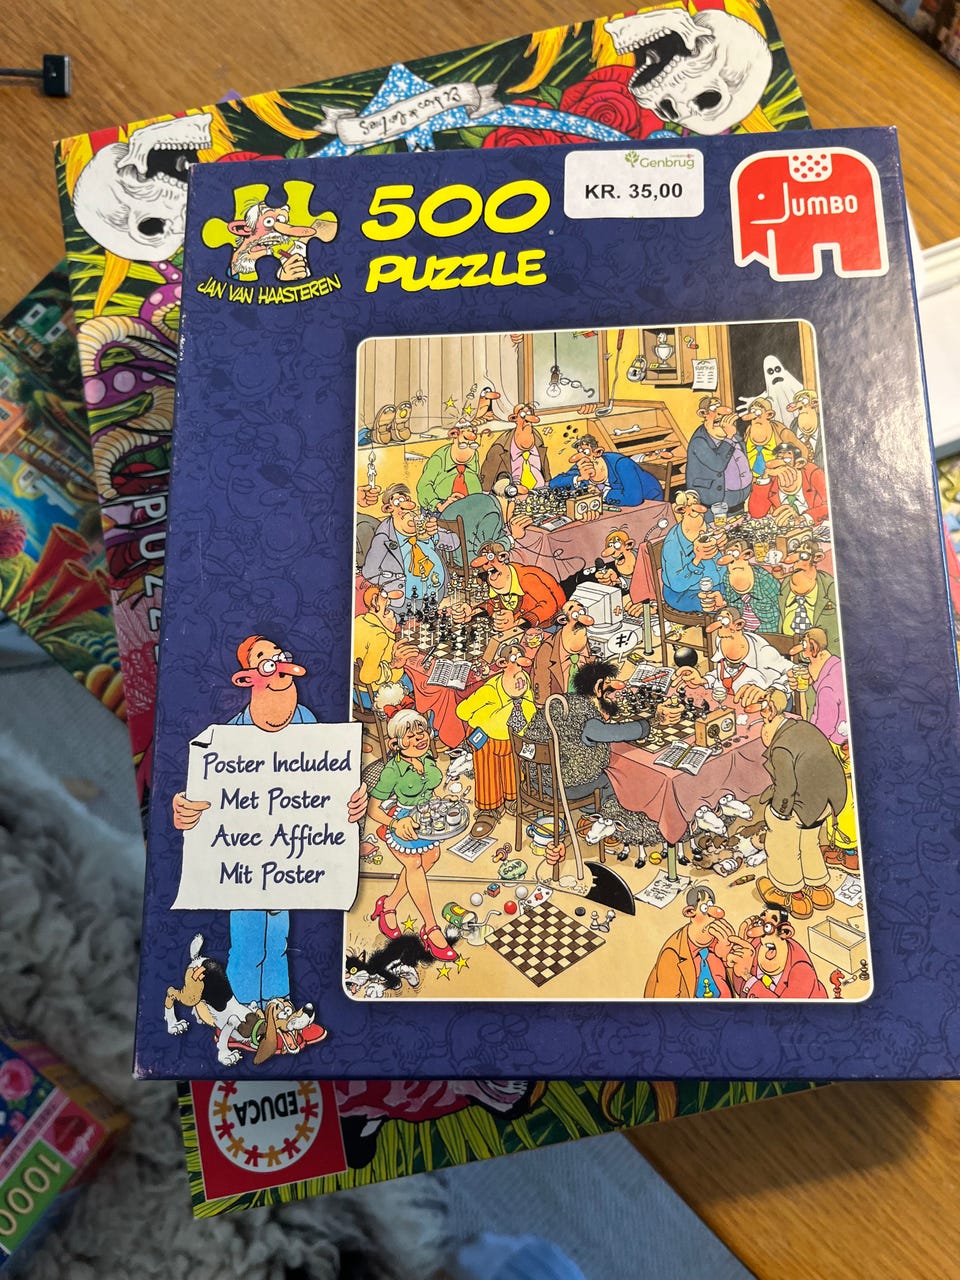 500
PUZZLE
JAN VAN HAASTEREN
Genbrug
KR. 35,00
JUMBO
Poster Included
Met Poster
Avec Affiche
Mit Poster
EDUCA
1000
PUZZ